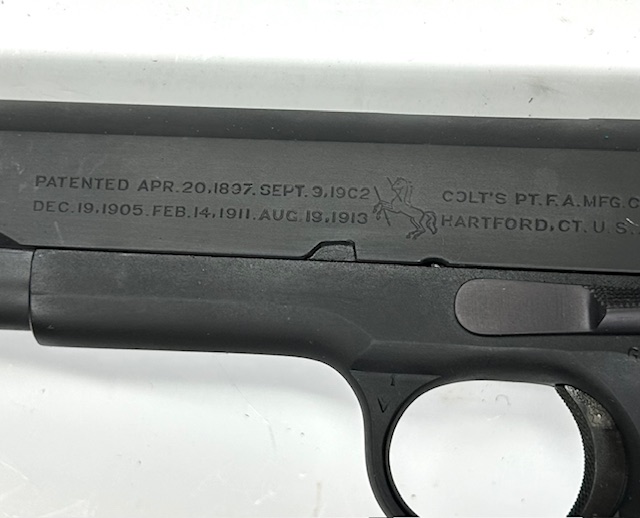 PATENTED APR.20,1897.SEPT.9,1902
DEC.19,1905.FEB.14,1911.AUG.19,1913
COLT'S PT.F.A.MFG.C
HARTFORD,CT.U.S.